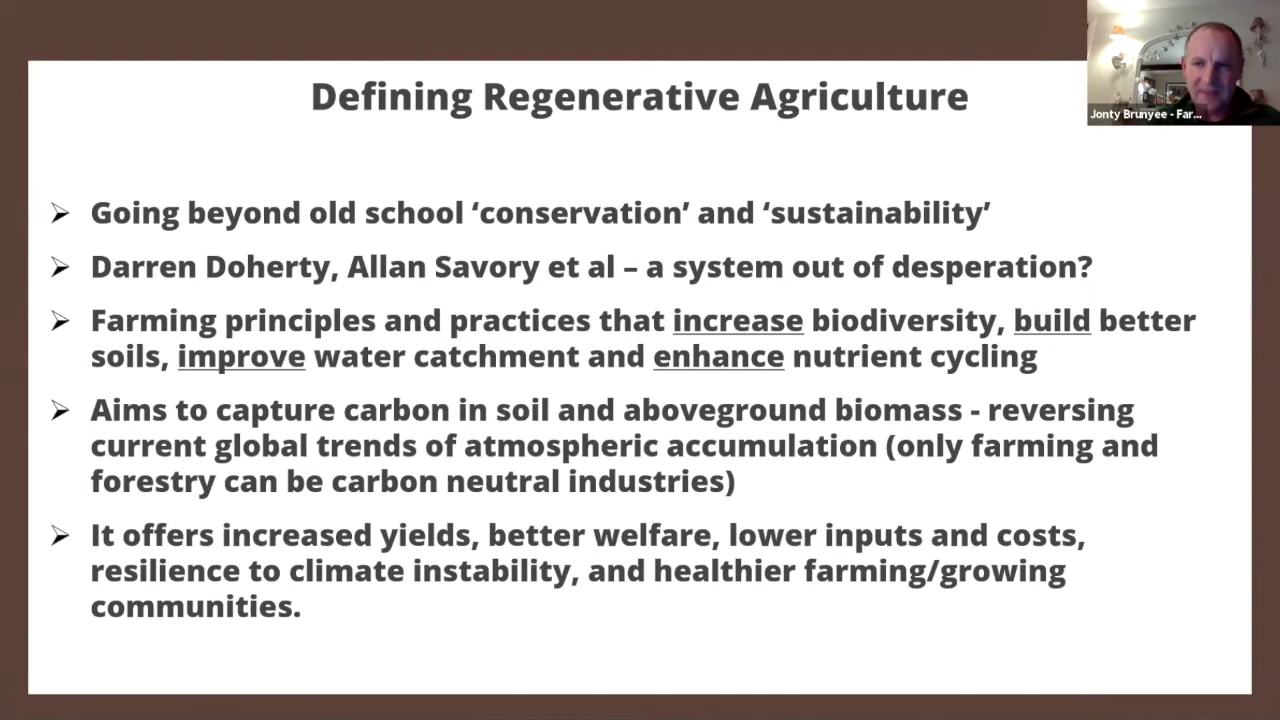 Defining Regenerative Agriculture
Jonty Brunyee - Far...
➢ Going beyond old school ‘conservation’ and ‘sustainability’
➢ Darren Doherty, Allan Savory et al – a system out of desperation?
➢ Farming principles and practices that increase biodiversity, build better
soils, improve water catchment and enhance nutrient cycling
➢ Aims to capture carbon in soil and aboveground biomass - reversing
current global trends of atmospheric accumulation (only farming and
forestry can be carbon neutral industries)
➢ It offers increased yields, better welfare, lower inputs and costs,
resilience to climate instability, and healthier farming/growing
communities.